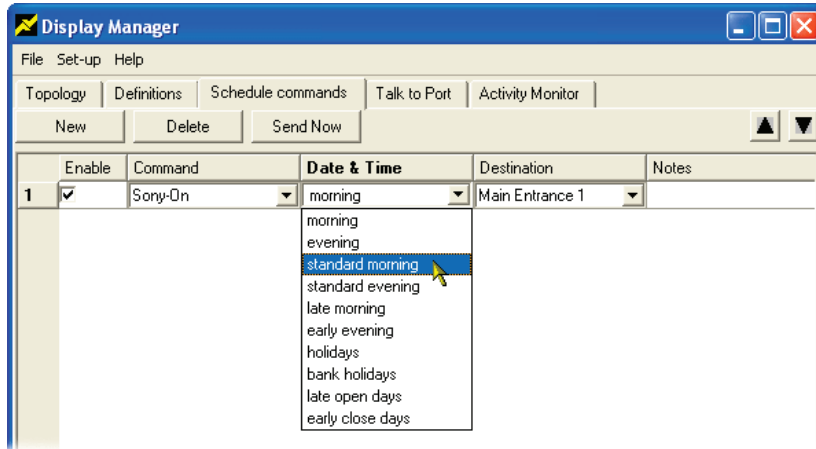 Display Manager
File Set-up Help
Topology Definitions Schedule commands Talk to Port Activity Monitor
New Delete Send Now
Enable Command Date & Time Destination Notes
1 Sony-On morning Main Entrance 1
morning
evening
standard morning
standard evening
late morning
early evening
holidays
bank holidays
late open days
early close days